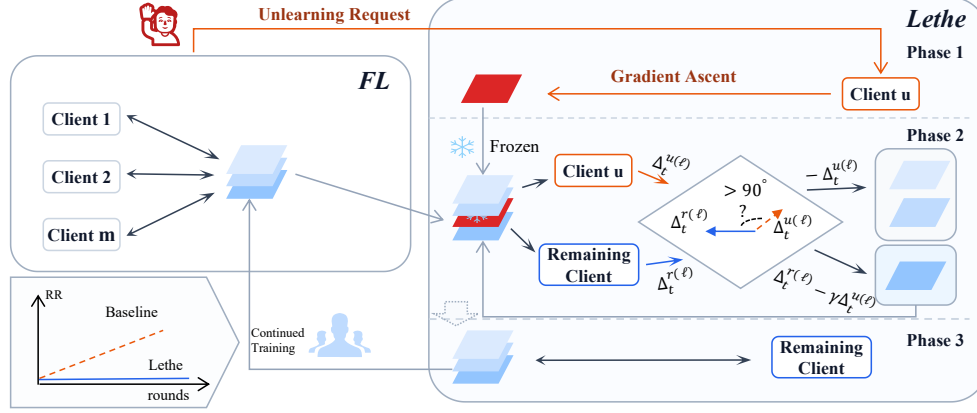 Unlearning Request
Lethe
Phase 1
FL
Gradient Ascent
Client u
Client 1
Client 2
Client m
Frozen
Phase 2
Client u
Δ_t^{u(ℓ)}
> 90°
?
Δ_t^{r(ℓ)}
Δ_t^{u(ℓ)}
− Δ_t^{u(ℓ)}
Remaining
Client
Δ_t^{r(ℓ)}
Δ_t^{r(ℓ)} − γΔ_t^{u(ℓ)}
RR
Baseline
Lethe
rounds
Continued
Training
Phase 3
Remaining
Client